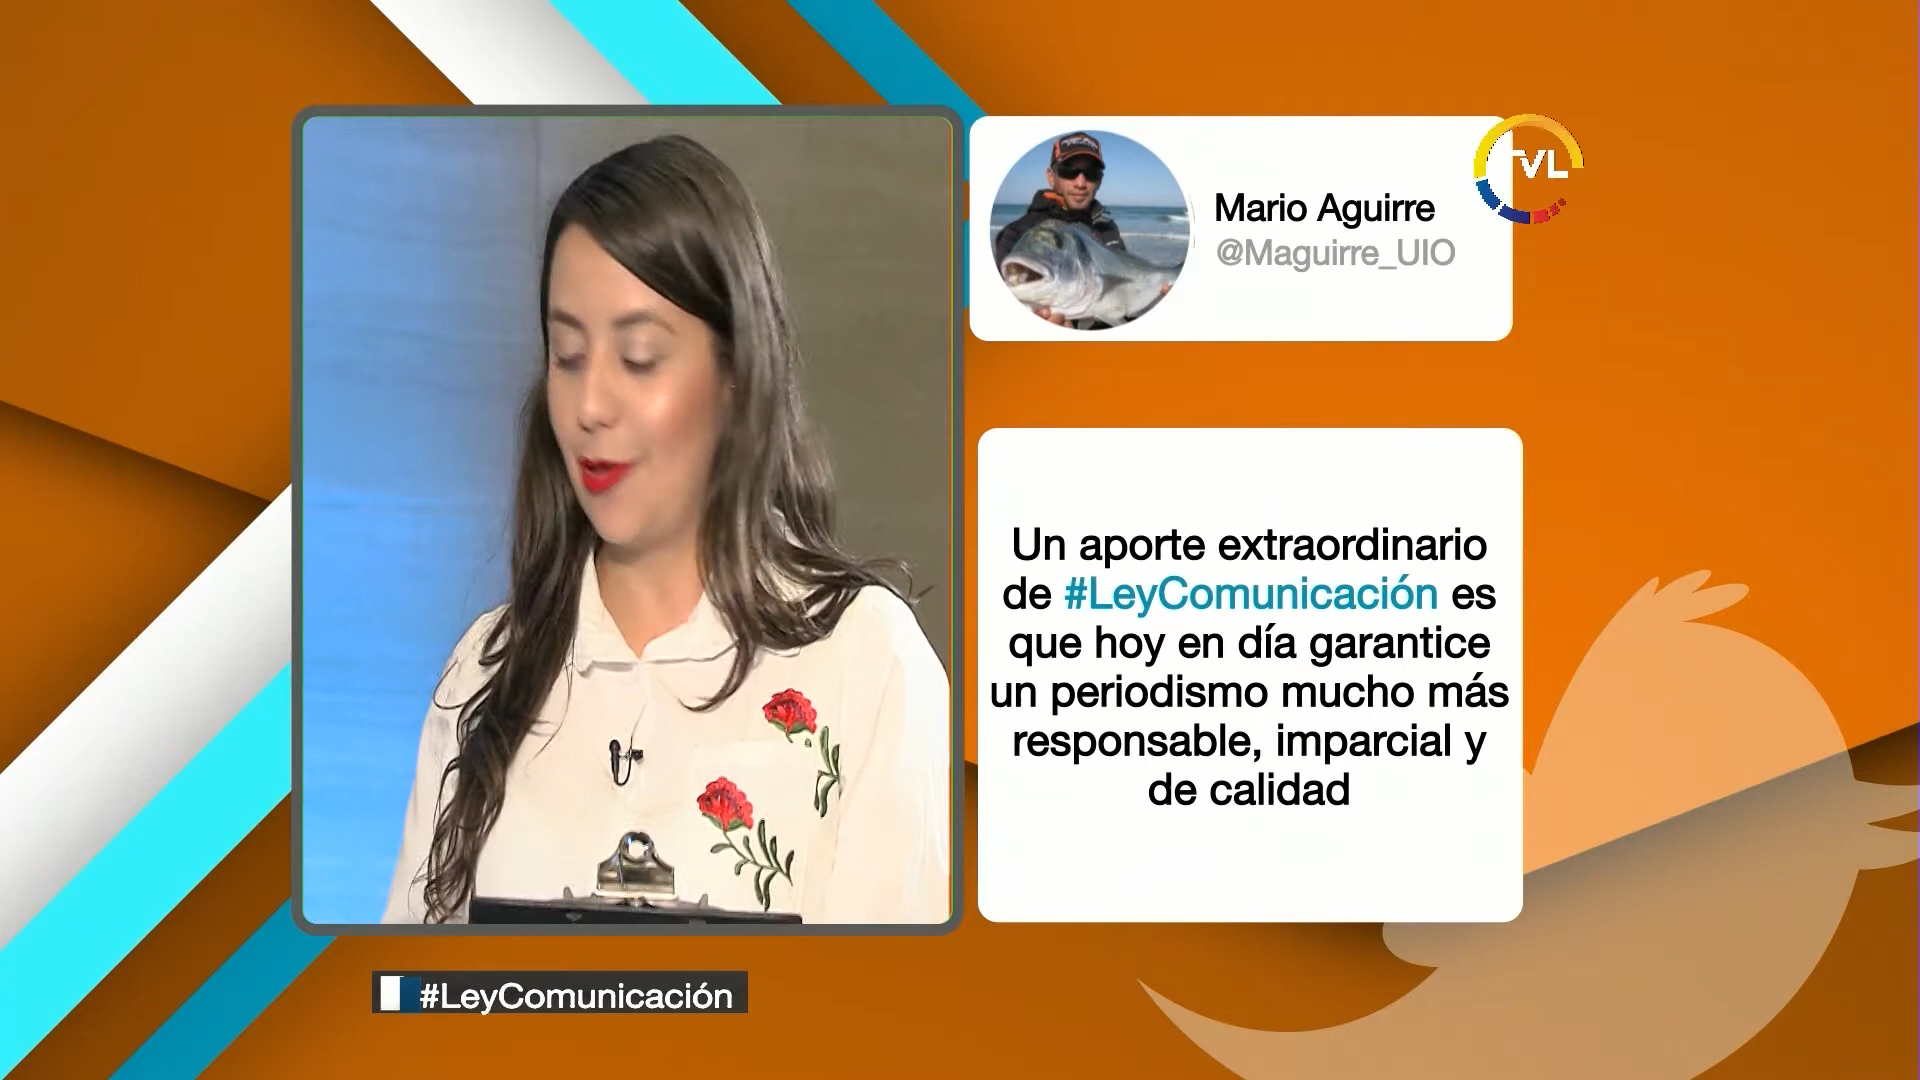 TVL
Mario Aguirre
@Maguirre_UIO
Un aporte extraordinario
de #LeyComunicación es
que hoy en día garantice
un periodismo mucho más
responsable, imparcial y
de calidad
#LeyComunicación